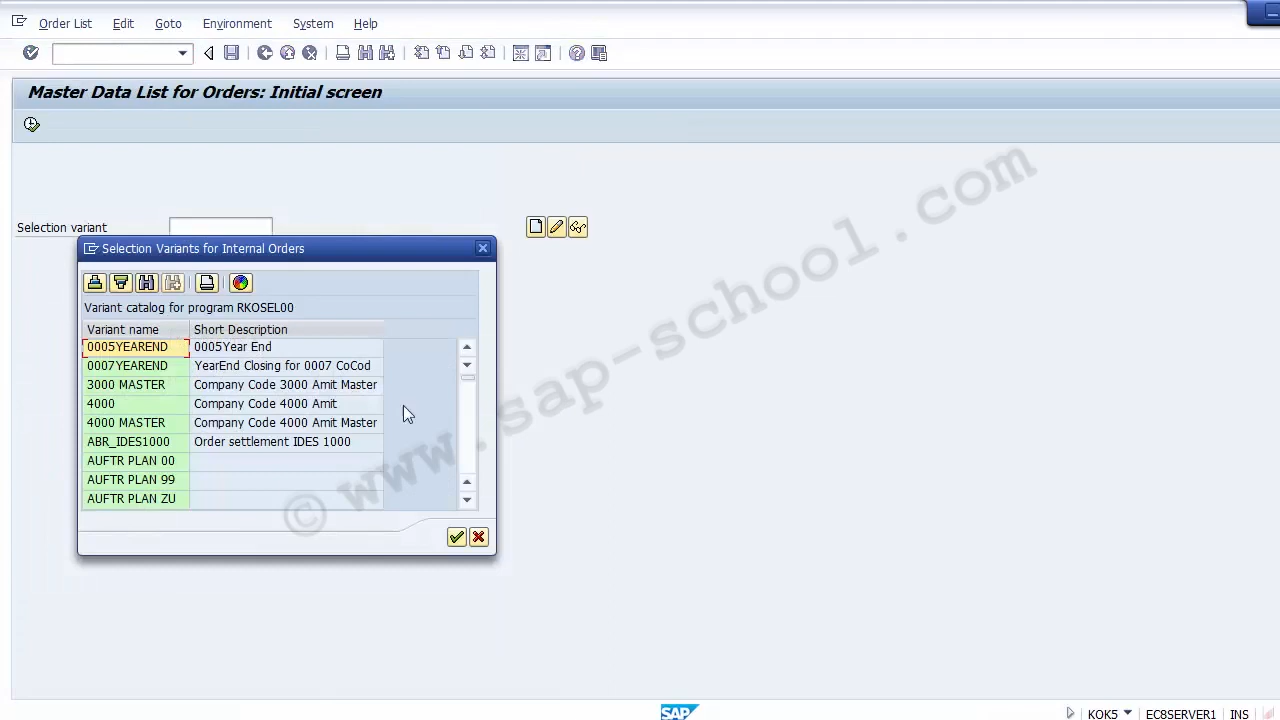 Order List Edit Goto Environment System Help
Master Data List for Orders: Initial screen
Selection variant
Selection Variants for Internal Orders
Variant catalog for program RKOSEL00
Variant name Short Description
0005YEAREND 0005Year End
0007YEAREND YearEnd Closing for 0007 CoCod
3000 MASTER Company Code 3000 Amit Master
4000 Company Code 4000 Amit
4000 MASTER Company Code 4000 Amit Master
ABR_IDES1000 Order settlement IDES 1000
AUFTR PLAN 00
AUFTR PLAN 99
AUFTR PLAN ZU
© www.sap-school.com
SAP KOK5 EC8SERVER1 INS